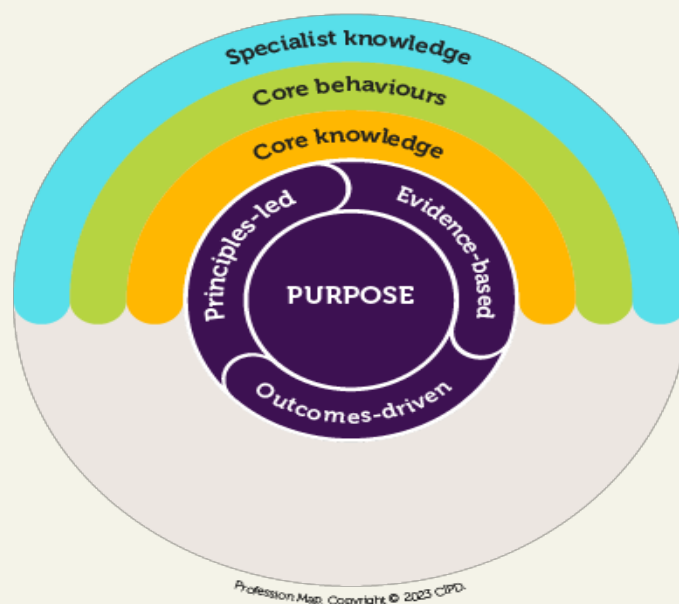 Specialist knowledge
Core behaviours
Core knowledge
Principles-led
Evidence-based
PURPOSE
Outcomes-driven
Profession Map. Copyright © 2023 CIPD.